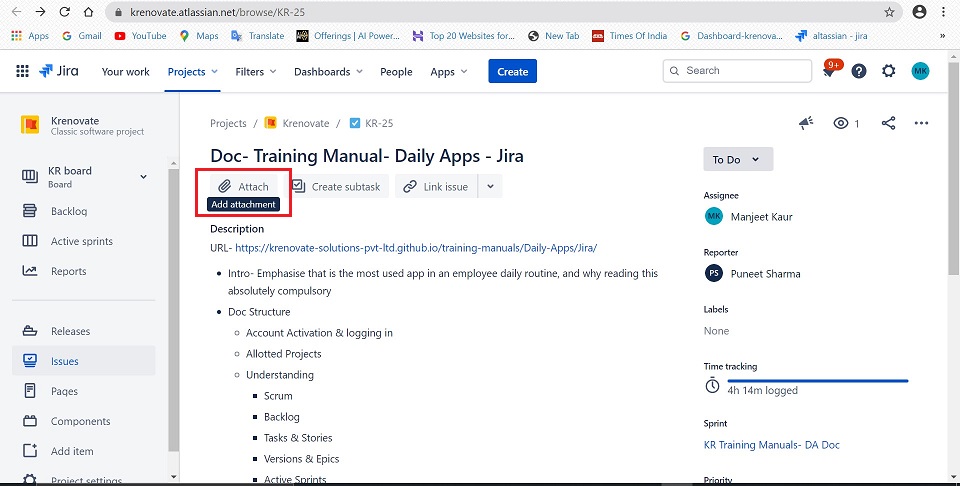 krenovate.atlassian.net/browse/KR-25
Apps Gmail YouTube Maps Translate Offerings | AI Power... Top 20 Websites for... New Tab Times Of India Dashboard-krenova... altassian - jira »
Jira Your work Projects Filters Dashboards People Apps Create Search 9+ MK
Krenovate
Classic software project
KR board
Board
Backlog
Active sprints
Reports
Releases
Issues
Pages
Components
Add item
Project settings
Projects / Krenovate / KR-25
1
Doc- Training Manual- Daily Apps - Jira
Attach Create subtask Link issue
Add attachment
Description
URL- https://krenovate-solutions-pvt-ltd.github.io/training-manuals/Daily-Apps/Jira/
Intro- Emphasise that is the most used app in an employee daily routine, and why reading this
absolutely compulsory
Doc Structure
Account Activation & logging in
Allotted Projects
Understanding
Scrum
Backlog
Tasks & Stories
Versions & Epics
Active Sprints
To Do
Assignee
MK Manjeet Kaur
Reporter
PS Puneet Sharma
Labels
None
Time tracking
4h 14m logged
Sprint
KR Training Manuals- DA Doc
Priority